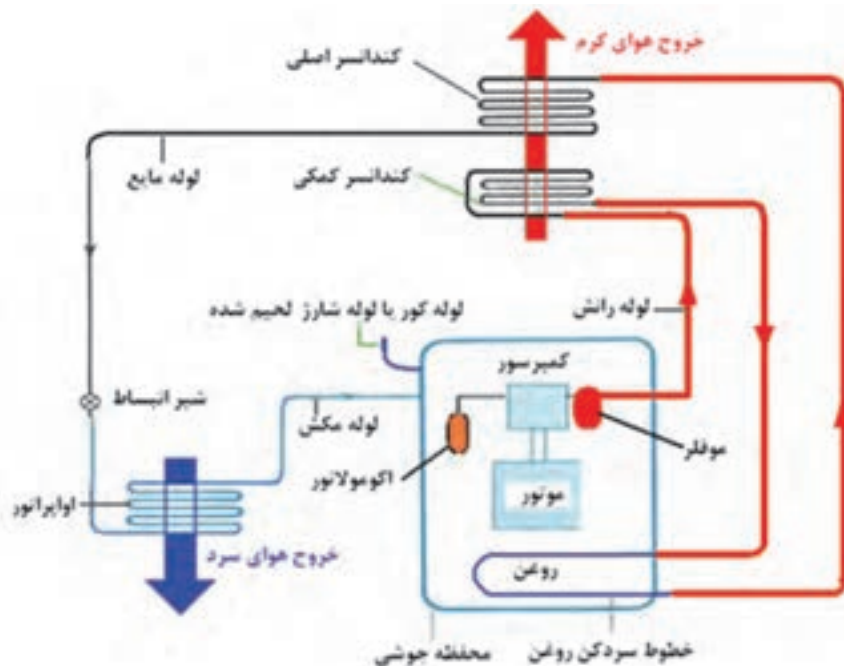 خروج هوای گرم
کندانسر اصلی
لوله مایع
کندانسر کمکی
لوله رانش
لوله کور یا لوله شارژ لحیم شده
کمپرسور
شیر انبساط
لوله مکش
موفلر
اکومولاتور
موتور
اواپراتور
خروج هوای سرد
روغن
محفظه جوشی
خطوط سردکن روغن